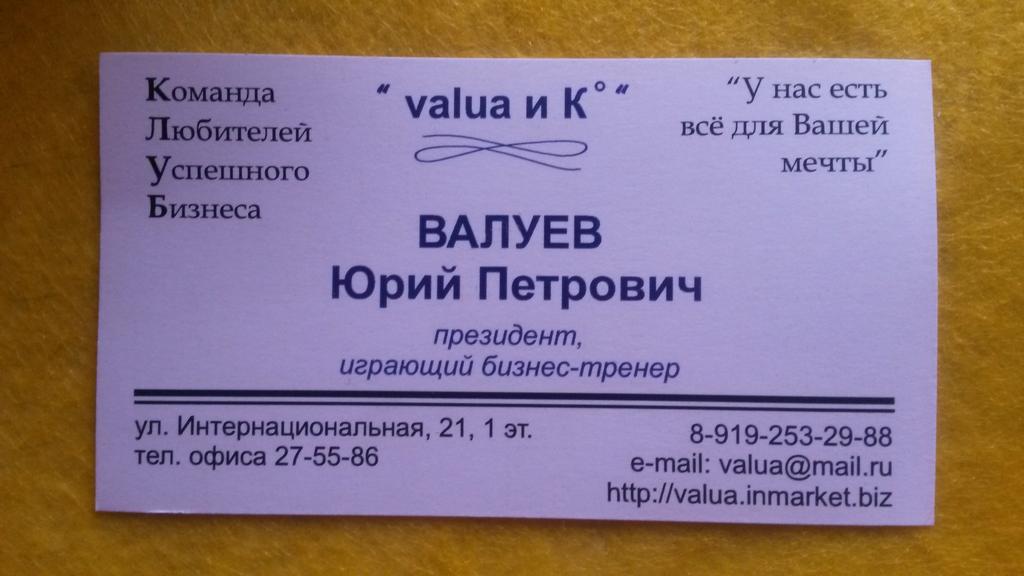 Команда
Любителей
Успешного
Бизнеса
“ valua и К° “
“У нас есть
всё для Вашей
мечты”
ВАЛУЕВ
Юрий Петрович
президент,
играющий бизнес-тренер
ул. Интернациональная, 21, 1 эт.
тел. офиса 27-55-86
8-919-253-29-88
e-mail: valua@mail.ru
http://valua.inmarket.biz